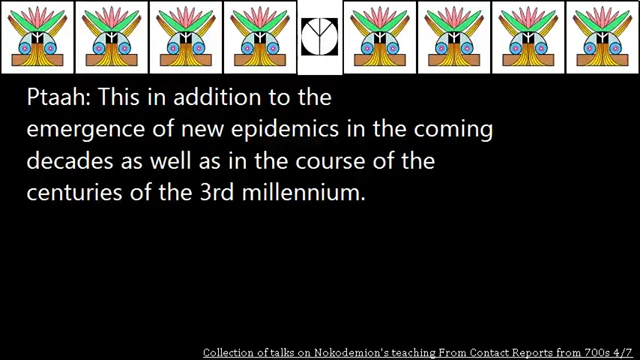 Ptaah: This in addition to the
emergence of new epidemics in the coming
decades as well as in the course of the
centuries of the 3rd millennium.
Collection of talks on Nokodemion's teaching From Contact Reports from 700s 4/7